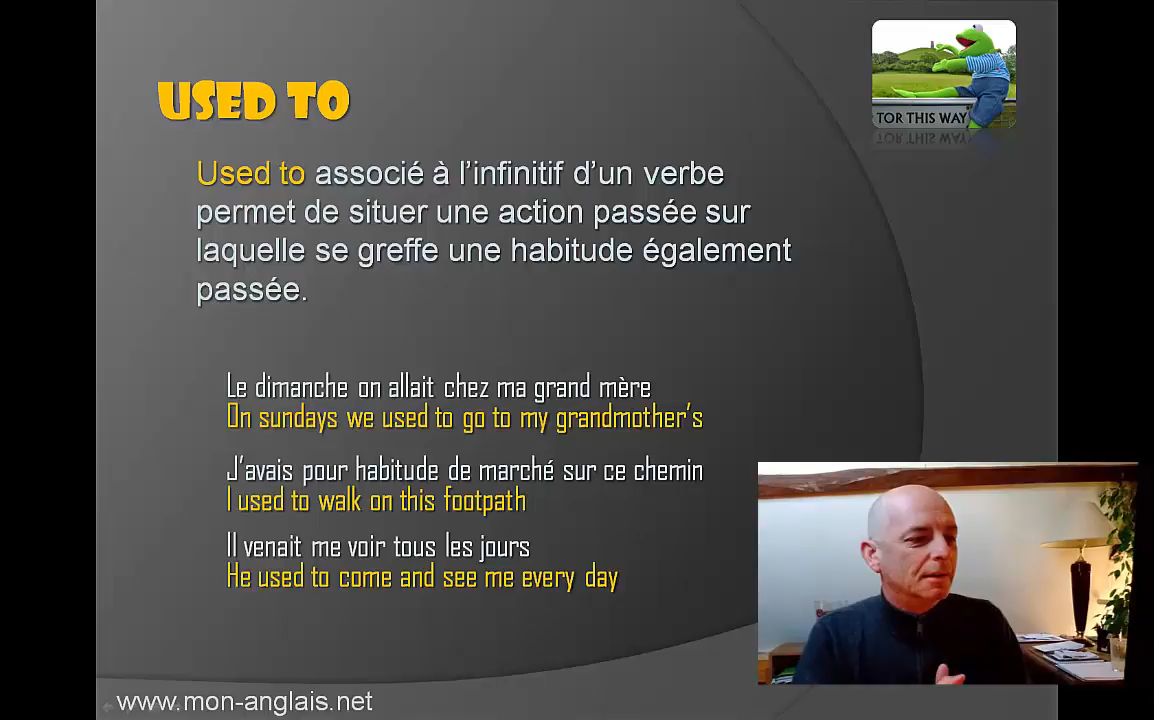 USED TO
TOR THIS WAY
Used to associé à l'infinitif d'un verbe
permet de situer une action passée sur
laquelle se greffe une habitude également
passée.
Le dimanche on allait chez ma grand mère
On sundays we used to go to my grandmother's
J'avais pour habitude de marché sur ce chemin
I used to walk on this footpath
Il venait me voir tous les jours
He used to come and see me every day
www.mon-anglais.net